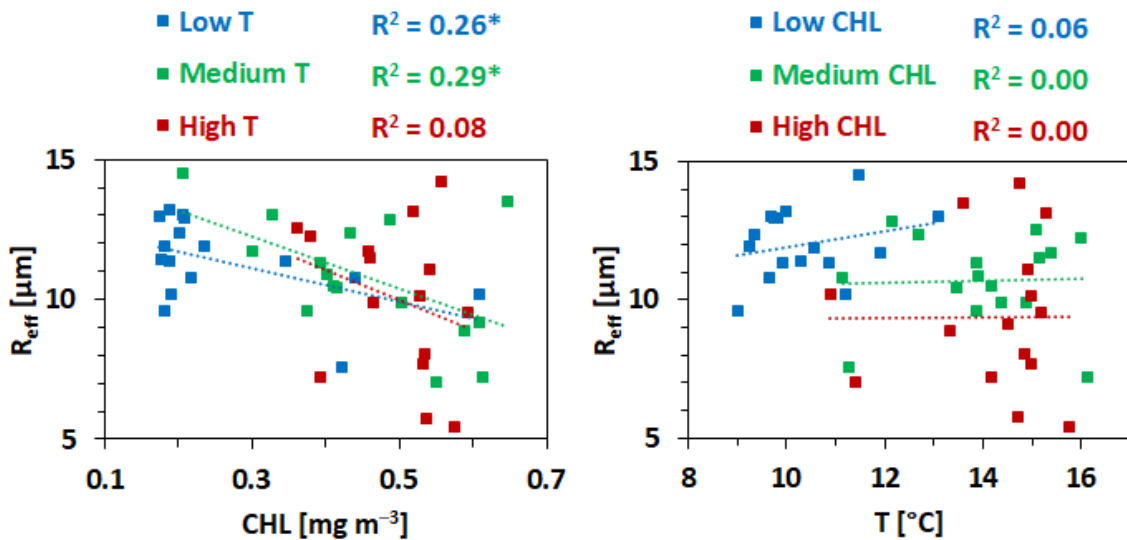 Low T R² = 0.26*
Medium T R² = 0.29*
High T R² = 0.08
15
10
5
R_eff [µm]
0.1 0.3 0.5 0.7
CHL [mg m⁻³]
Low CHL R² = 0.06
Medium CHL R² = 0.00
High CHL R² = 0.00
15
10
5
R_eff [µm]
8 10 12 14 16
T [°C]